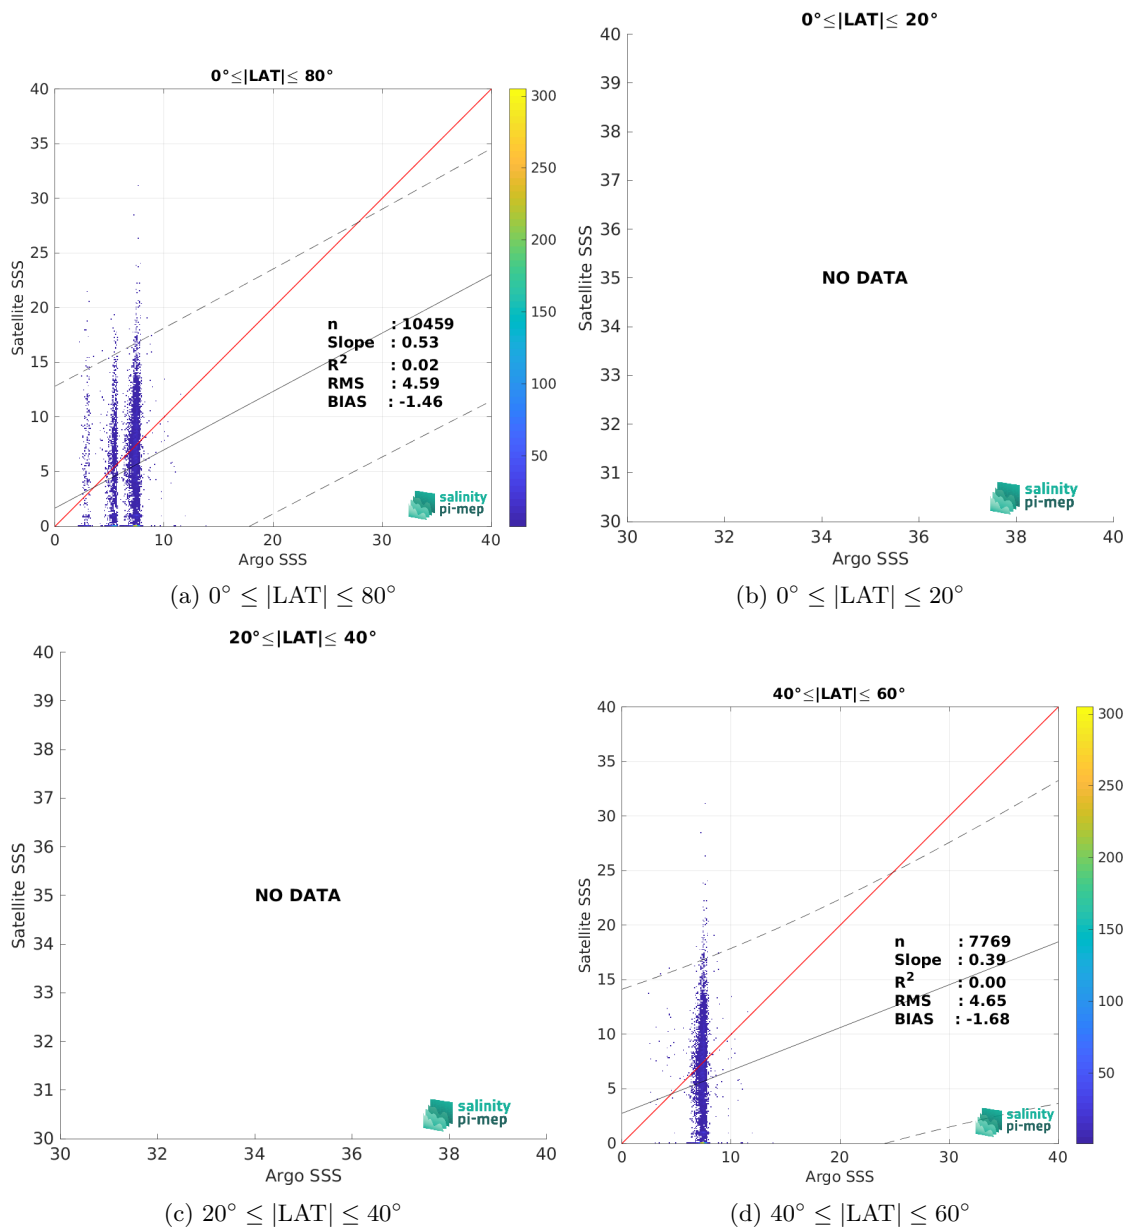 0°≤|LAT|≤ 80°
40
35
30
25
20
15
10
5
0
Satellite SSS
0
10
20
30
40
Argo SSS
300
250
200
150
100
50
n : 10459
Slope : 0.53
R² : 0.02
RMS : 4.59
BIAS : -1.46
salinity
pi-mep
(a) 0° ≤ |LAT| ≤ 80°
0°≤|LAT|≤ 20°
40
39
38
37
36
35
34
33
32
31
30
Satellite SSS
NO DATA
salinity
pi-mep
30
32
34
36
38
40
Argo SSS
(b) 0° ≤ |LAT| ≤ 20°
20°≤|LAT|≤ 40°
40
39
38
37
36
35
34
33
32
31
30
Satellite SSS
NO DATA
salinity
pi-mep
30
32
34
36
38
40
Argo SSS
(c) 20° ≤ |LAT| ≤ 40°
40°≤|LAT|≤ 60°
40
35
30
25
20
15
10
5
0
Satellite SSS
0
10
20
30
40
Argo SSS
300
250
200
150
100
50
n : 7769
Slope : 0.39
R² : 0.00
RMS : 4.65
BIAS : -1.68
salinity
pi-mep
(d) 40° ≤ |LAT| ≤ 60°